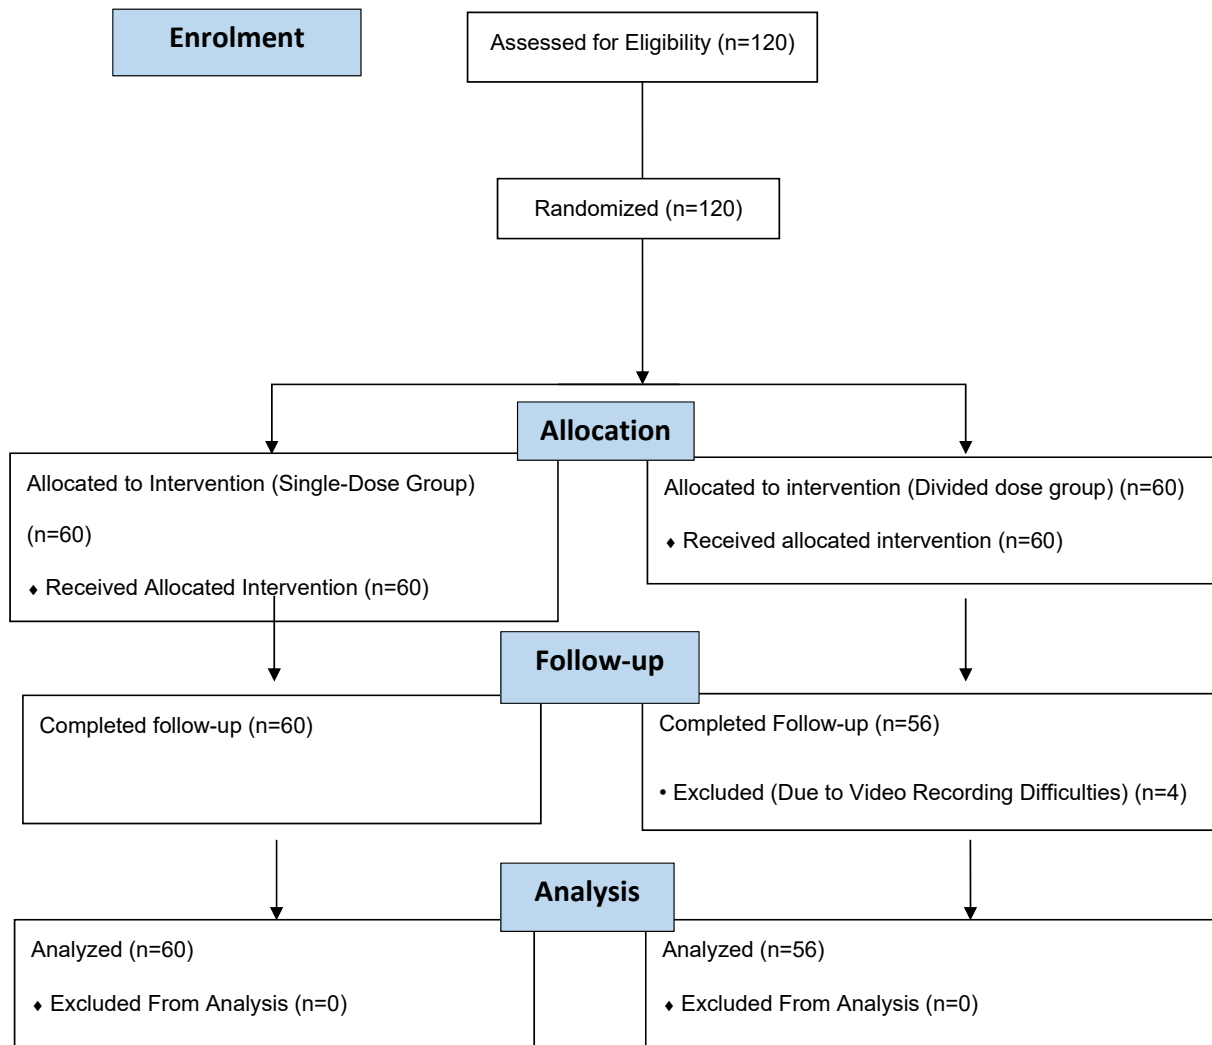 Enrolment
Assessed for Eligibility (n=120)
Randomized (n=120)
Allocation
Allocated to Intervention (Single-Dose Group)
(n=60)
♦ Received Allocated Intervention (n=60)
Allocated to intervention (Divided dose group) (n=60)
♦ Received allocated intervention (n=60)
Follow-up
Completed follow-up (n=60)
Completed Follow-up (n=56)
• Excluded (Due to Video Recording Difficulties) (n=4)
Analysis
Analyzed (n=60)
♦ Excluded From Analysis (n=0)
Analyzed (n=56)
♦ Excluded From Analysis (n=0)